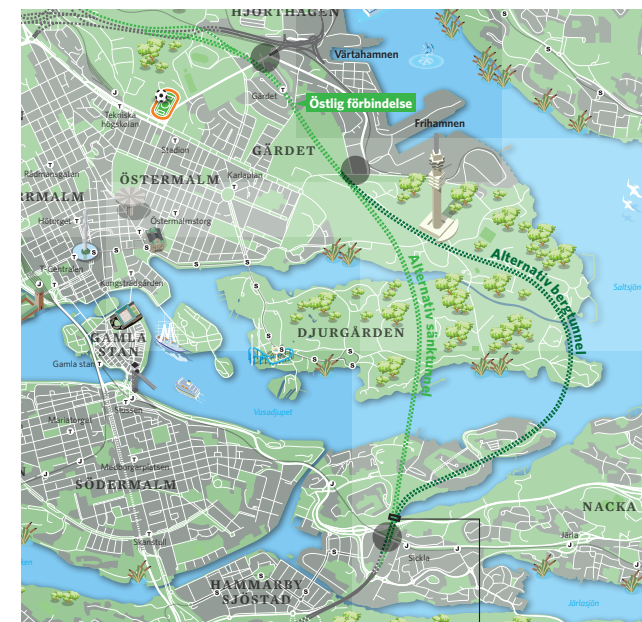 HJORTHAGEN
Värtahamnen
Gärdet
Östlig förbindelse
Tekniska
högskolan
Frihamnen
Stadion
GÄRDET
Rådmansgatan
ÖSTERMALM
Karlaplan
RRMALM
Hötorget
Östermalmstorg
T-Centralen
Kungsträdgården
Alternativ bergtunnel
Alternativ sänktunnel
Saltsjön
GAMLA
STAN
DJURGÅRDEN
Gamla stan
Slussen
Vasadjupet
Mariatorget
Medborgarplatsen
SÖDERMALM
NACKA
Skanstull
Järla
Sickla
HAMMARBY
SJÖSTAD
Järlasjön